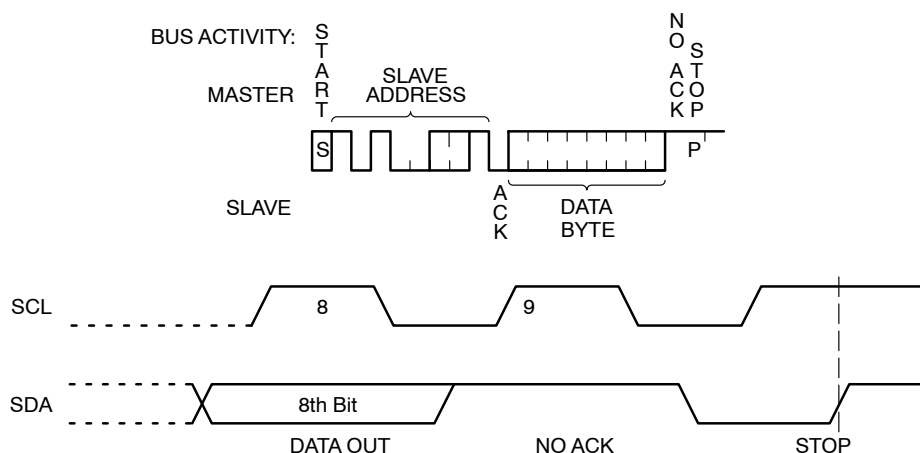 BUS ACTIVITY:
MASTER
START
SLAVE
ADDRESS
NO ACK
STOP
S
P
SLAVE
ACK
DATA
BYTE
SCL
8
9
SDA
8th Bit
DATA OUT
NO ACK
STOP